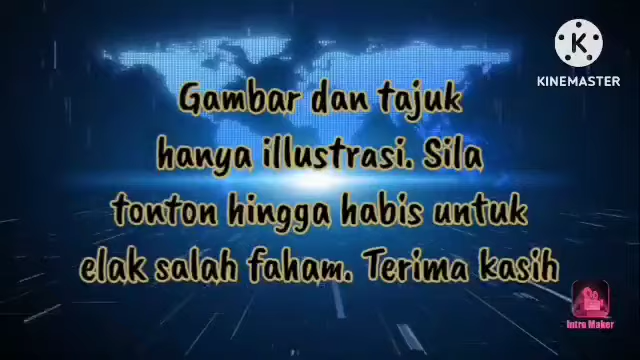 KINEMASTER
Gambar dan tajuk
hanya illustrasi. Sila
tonton hingga habis untuk
elak salah faham. Terima kasih
Intro Maker